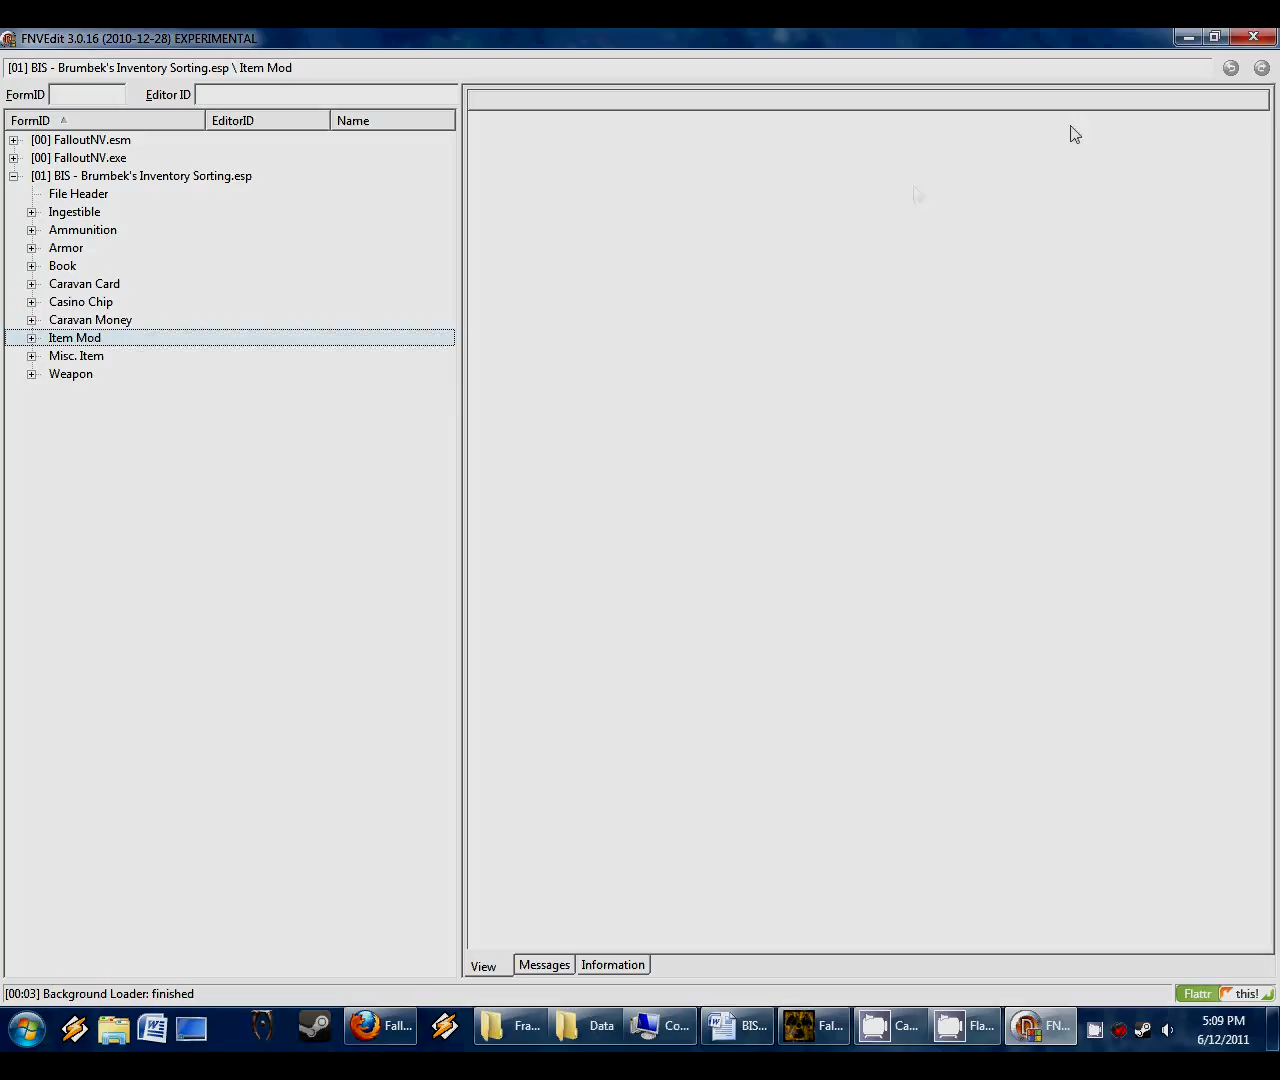 FNVEdit 3.0.16 (2010-12-28) EXPERIMENTAL
[01] BIS - Brumbek's Inventory Sorting.esp \ Item Mod
FormID Editor ID
FormID EditorID Name
[00] FalloutNV.esm
[00] FalloutNV.exe
[01] BIS - Brumbek's Inventory Sorting.esp
File Header
Ingestible
Ammunition
Armor
Book
Caravan Card
Casino Chip
Caravan Money
Item Mod
Misc. Item
Weapon
View Messages Information
[00:03] Background Loader: finished
Flattr this!
Fall... Fra... Data Co... BIS... Fal... Ca... Fla... FN... 5:09 PM
6/12/2011